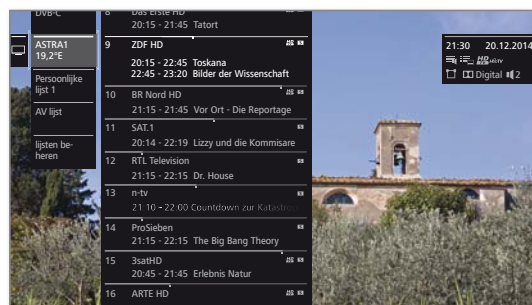 DVB-C
ASTRA1
19,2°E
Persoonlijke
lijst 1
AV lijst
lijsten be-
heren
8 Das Erste HD
20:15 - 21:45 Tatort
9 ZDF HD
20:15 - 22:45 Toskana
22:45 - 23:20 Bilder der Wissenschaft
10 BR Nord HD
21:15 - 21:45 Vor Ort - Die Reportage
11 SAT.1
20:14 - 22:19 Lizzy und die Kommisare
12 RTL Television
21:15 - 22:15 Dr. House
13 n-tv
21:10 - 22:00 Countdown zur Katastrop
14 ProSieben
21:15 - 22:15 The Big Bang Theory
15 3satHD
20:45 - 21:45 Erlebnis Natur
16 ARTE HD
21:30 20.12.2014
HD HDTV
Digital 2